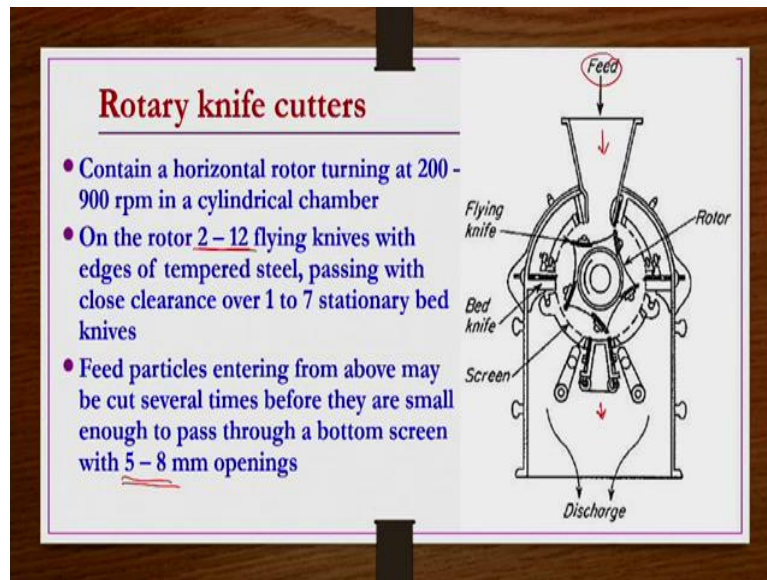 Rotary knife cutters
• Contain a horizontal rotor turning at 200 –
900 rpm in a cylindrical chamber
• On the rotor 2 – 12 flying knives with
edges of tempered steel, passing with
close clearance over 1 to 7 stationary bed
knives
• Feed particles entering from above may
be cut several times before they are small
enough to pass through a bottom screen
with 5 – 8 mm openings
Feed
Flying
knife
Rotor
Bed
knife
Screen
Discharge